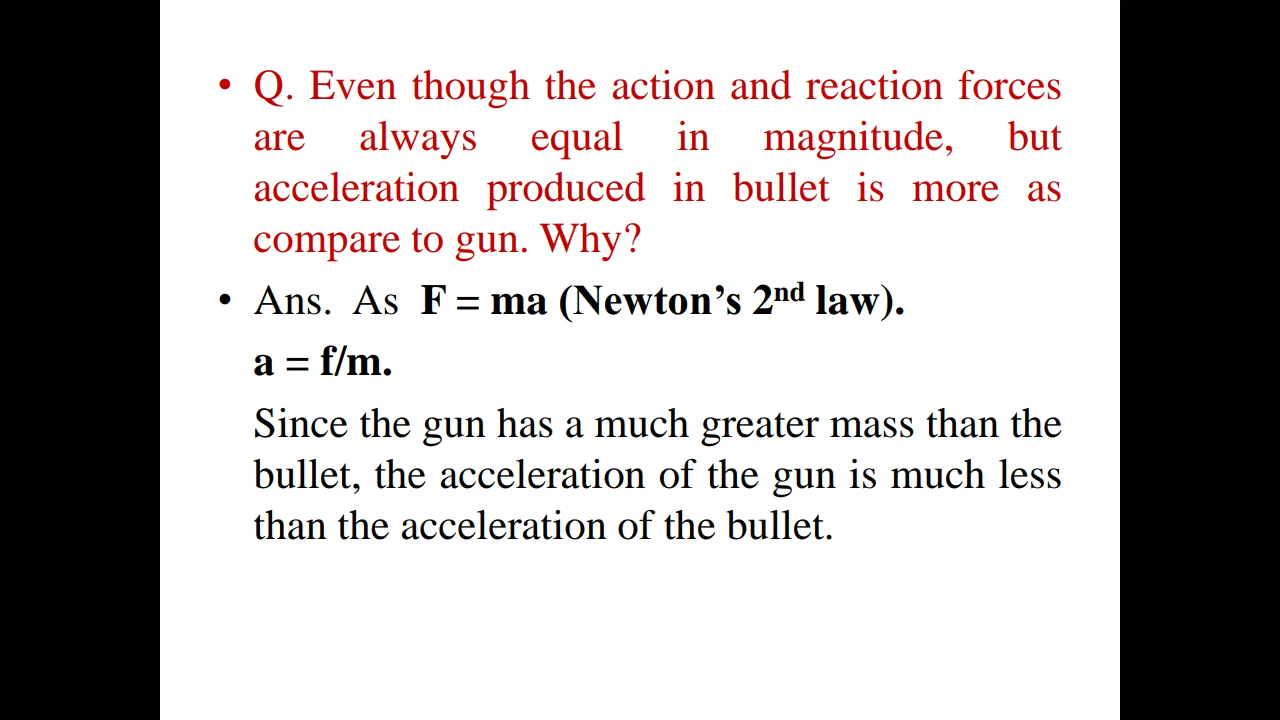 • Q. Even though the action and reaction forces
are always equal in magnitude, but
acceleration produced in bullet is more as
compare to gun. Why?
• Ans. As F = ma (Newton’s 2nd law).
a = f/m.
Since the gun has a much greater mass than the
bullet, the acceleration of the gun is much less
than the acceleration of the bullet.